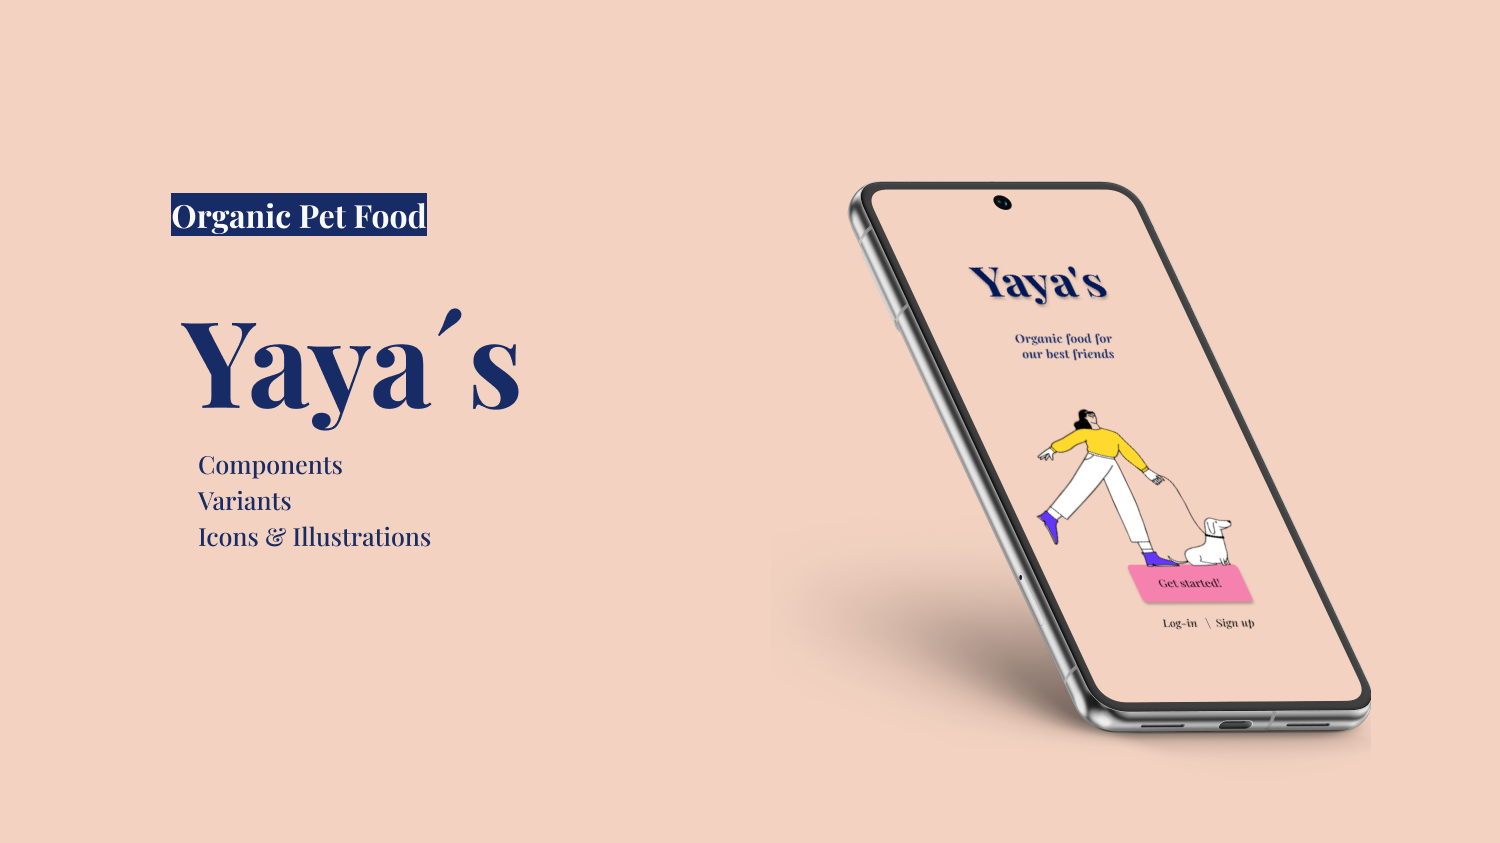 Organic Pet Food
Yaya´s
Components
Variants
Icons & Illustrations
Yaya's
Organic food for
our best friends
Get started!
Log-in \ Sign up